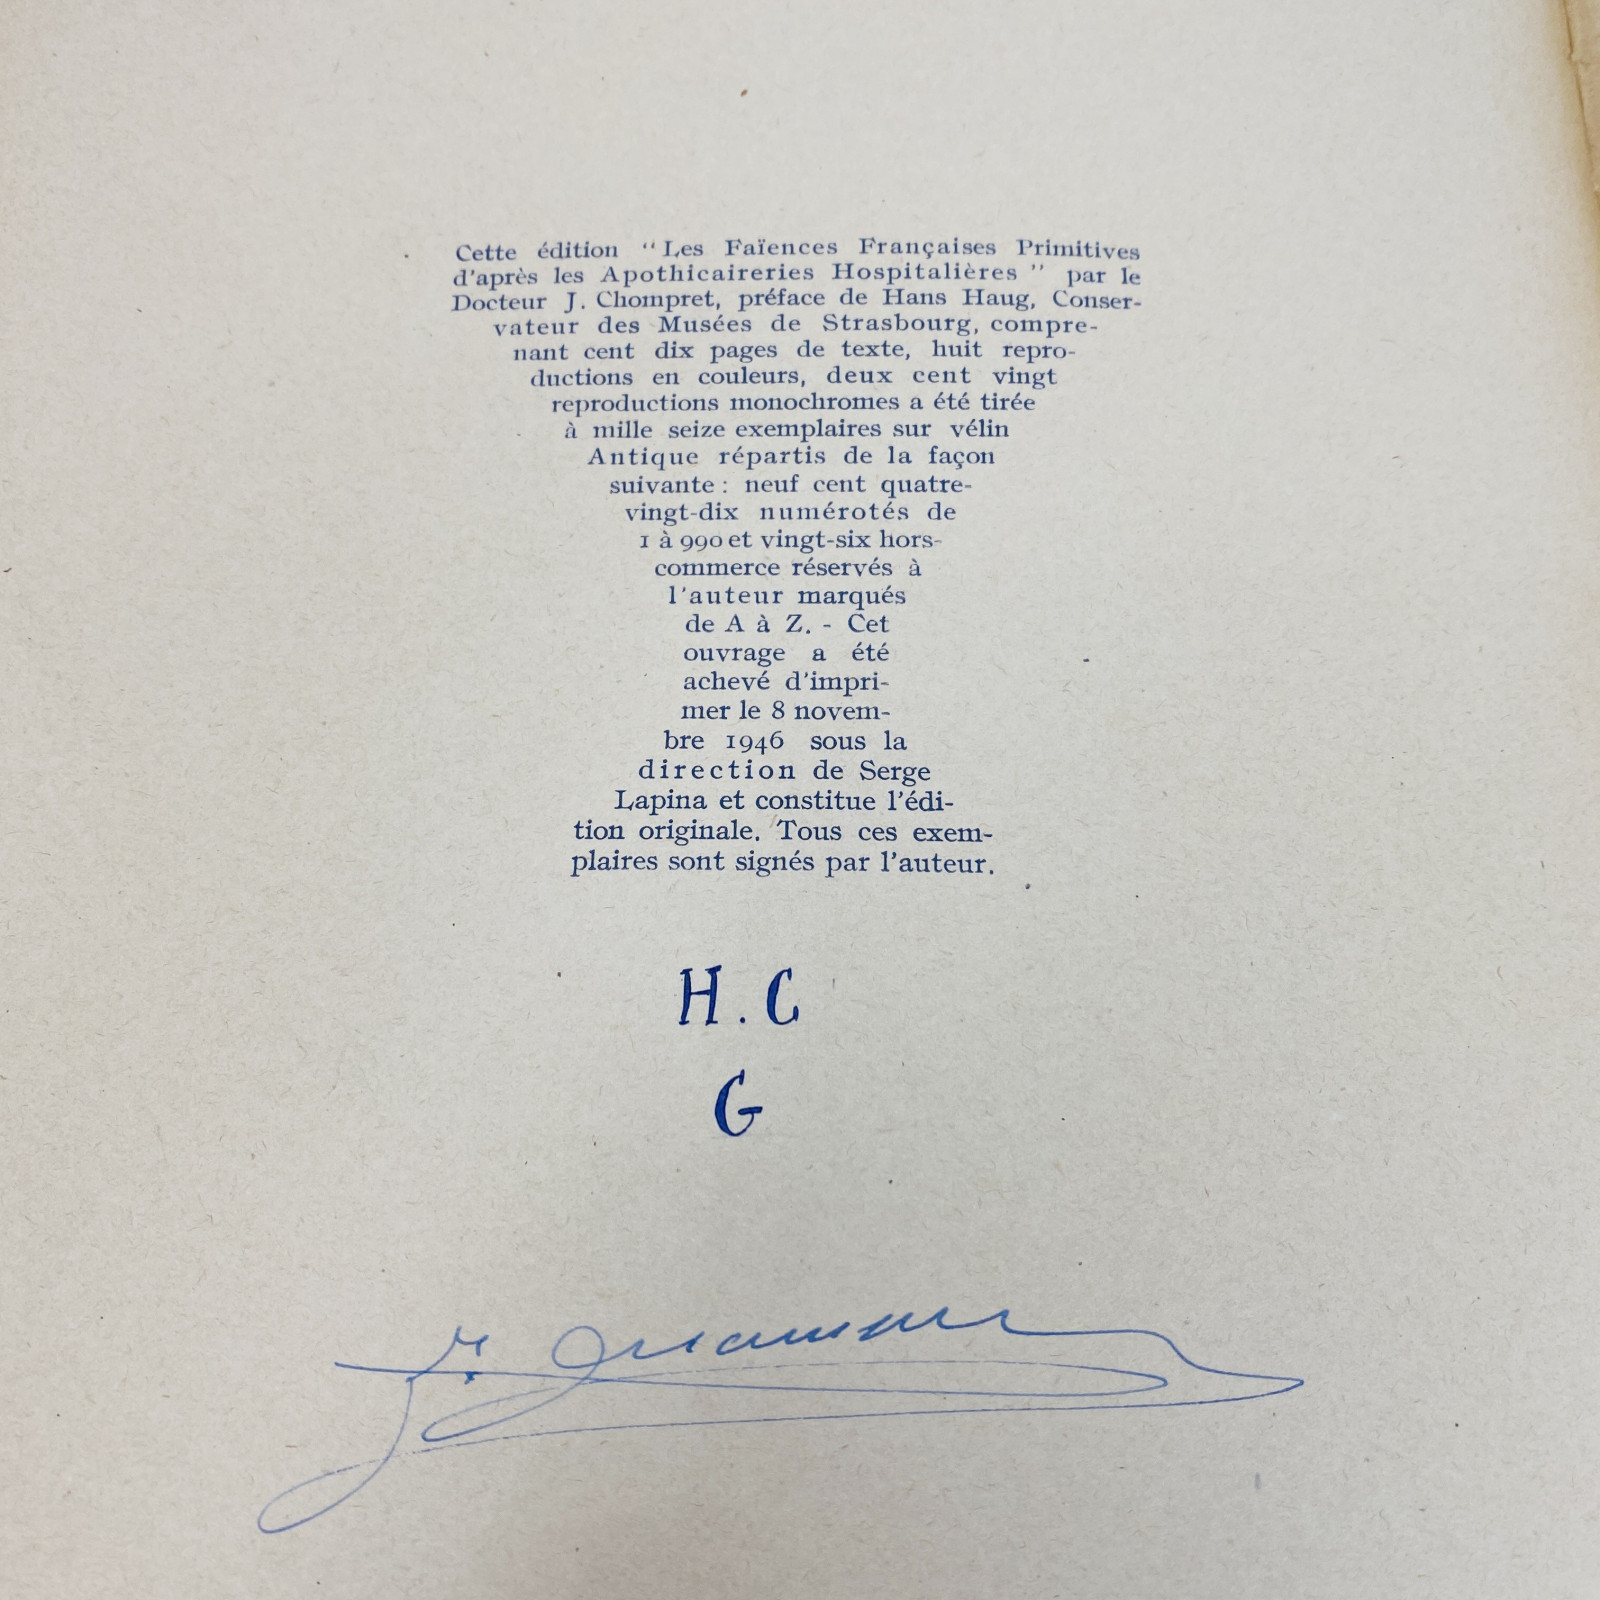 Cette édition “Les Faïences Françaises Primitives
d'après les Apothicaireries Hospitalières ” par le
Docteur J. Chompret, préface de Hans Haug, Conser-
vateur des Musées de Strasbourg, compre-
nant cent dix pages de texte, huit repro-
ductions en couleurs, deux cent vingt
reproductions monochromes a été tirée
à mille seize exemplaires sur vélin
Antique répartis de la façon
suivante : neuf cent quatre-
vingt-dix numérotés de
1 à 990 et vingt-six hors-
commerce réservés à
l'auteur marqués
de A à Z. - Cet
ouvrage a été
achevé d'impri-
mer le 8 novem-
bre 1946 sous la
direction de Serge
Lapina et constitue l'édi-
tion originale. Tous ces exem-
plaires sont signés par l'auteur.
H.C
G